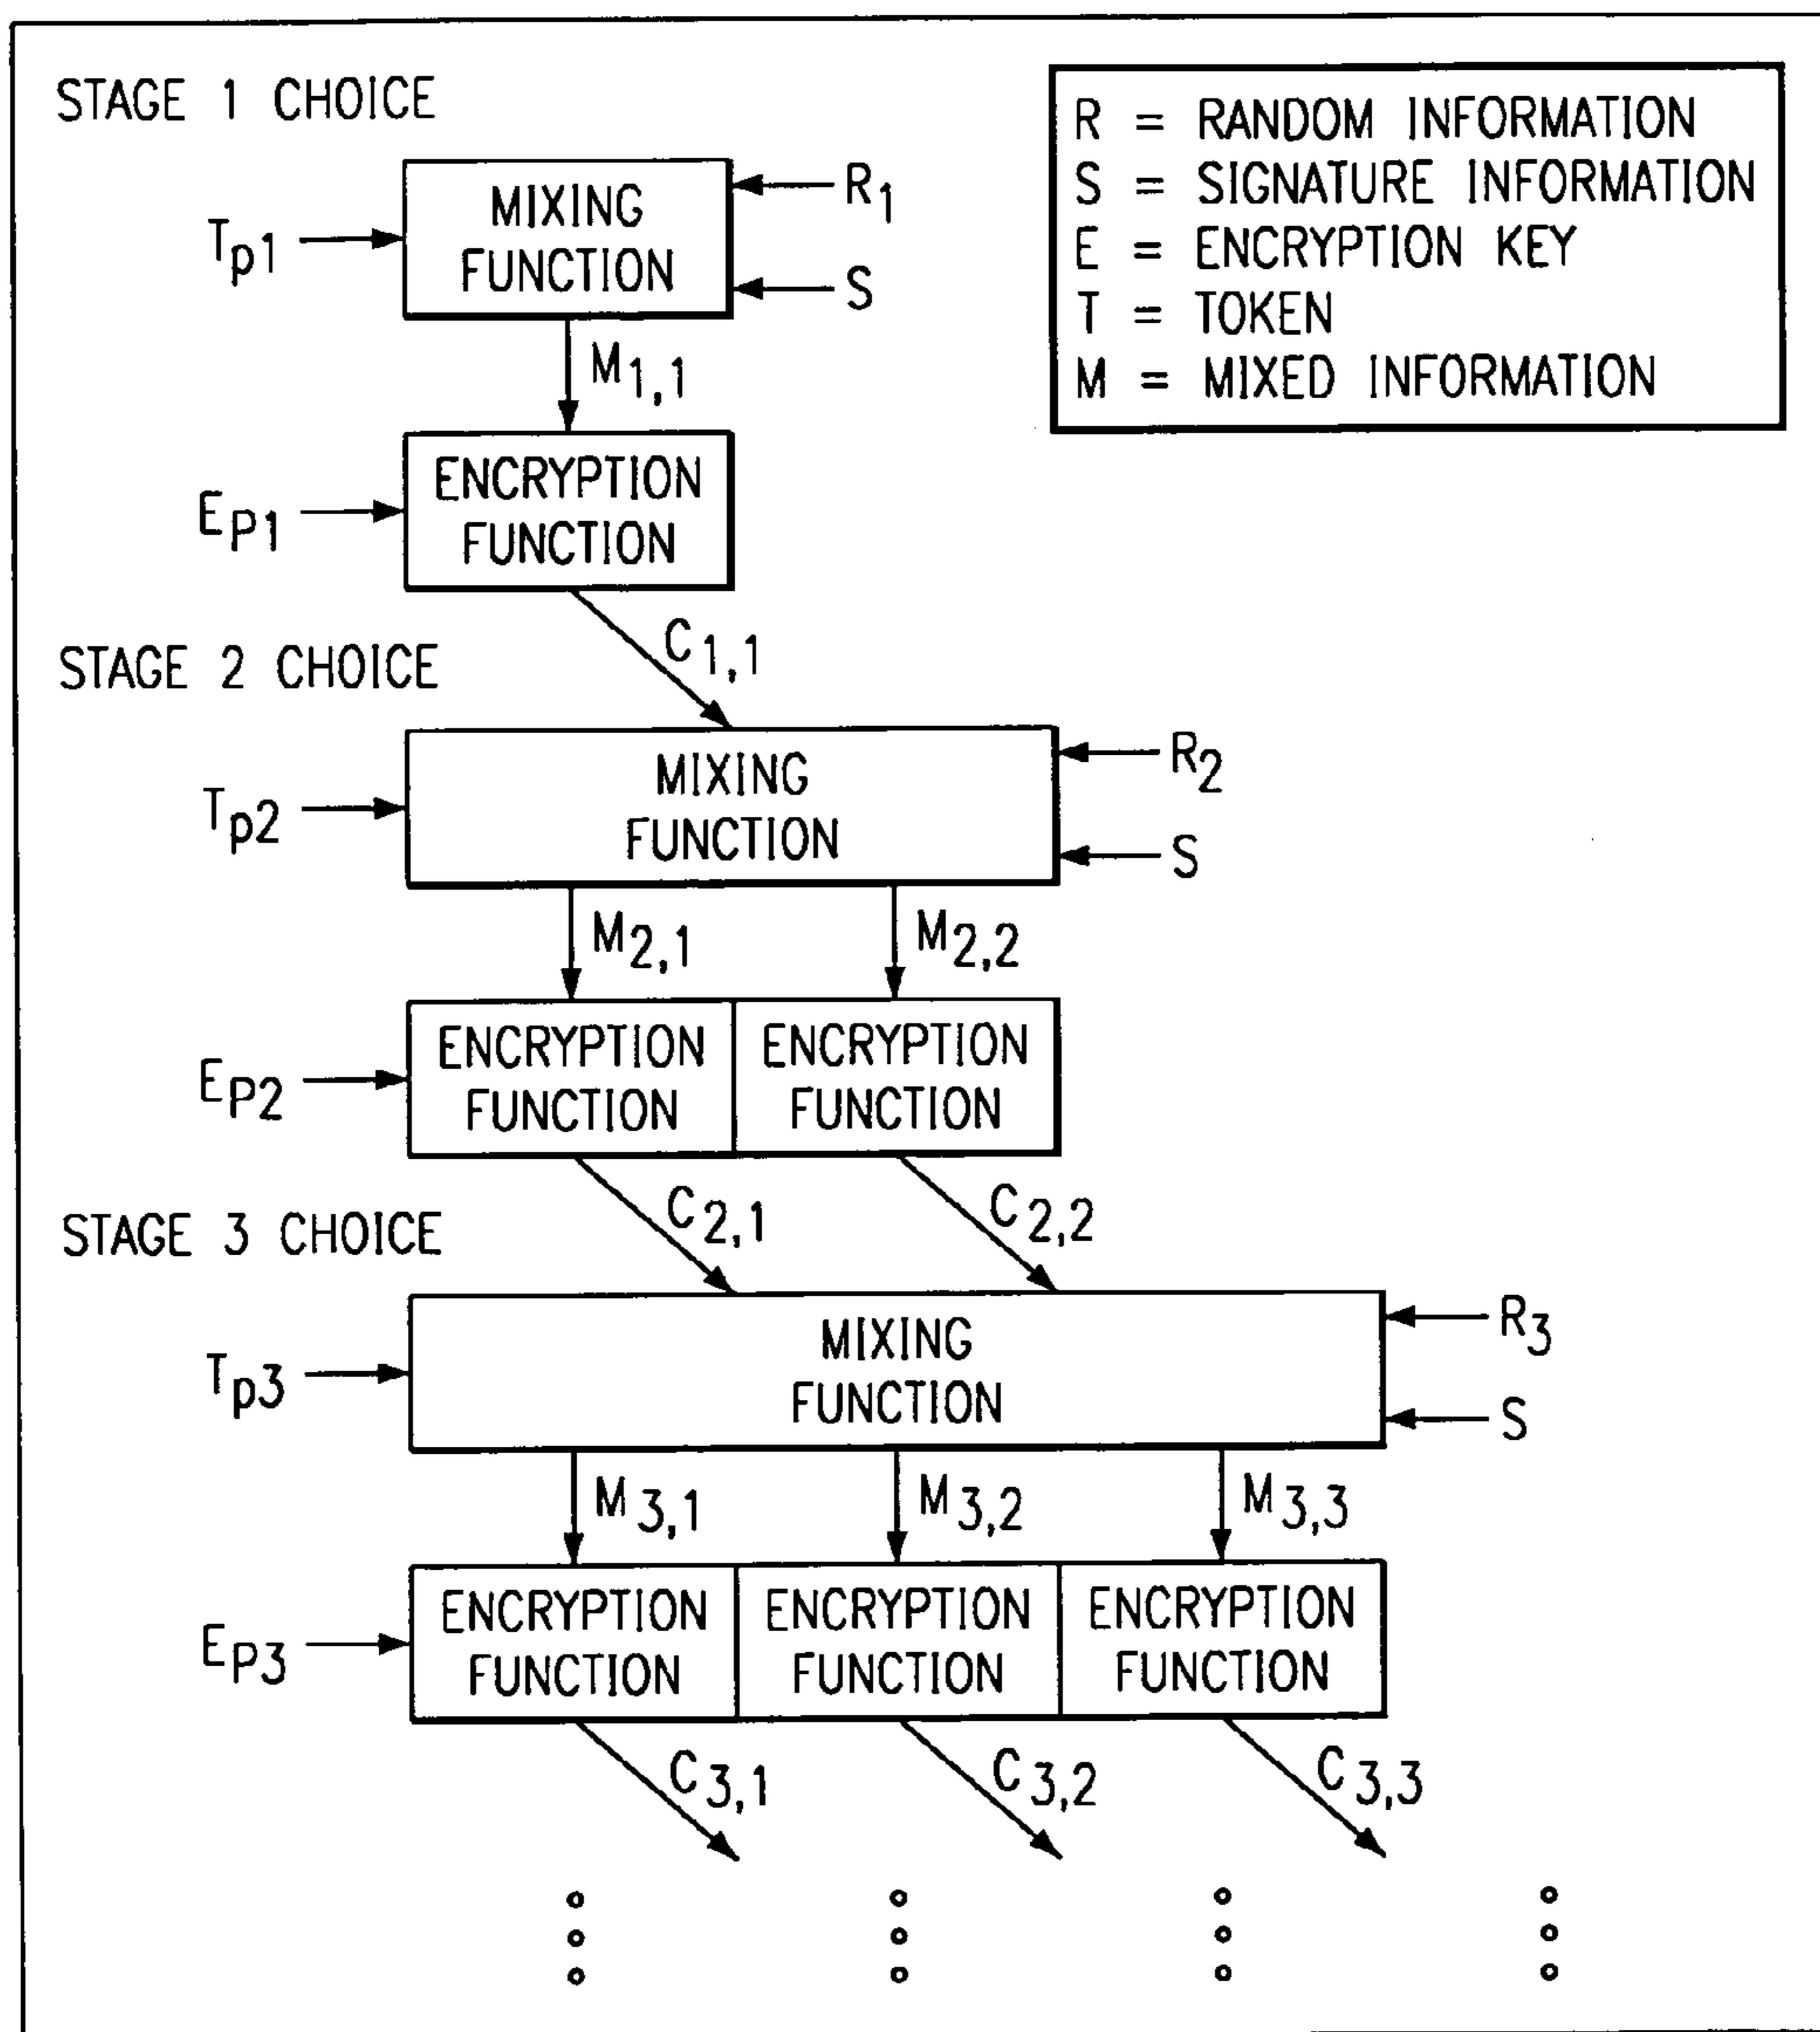 STAGE 1 CHOICE
R = RANDOM INFORMATION
S = SIGNATURE INFORMATION
E = ENCRYPTION KEY
T = TOKEN
M = MIXED INFORMATION
MIXING
FUNCTION
R1
Tp1
S
M1,1
ENCRYPTION
FUNCTION
EP1
C1,1
STAGE 2 CHOICE
MIXING
FUNCTION
R2
Tp2
S
M2,1
M2,2
ENCRYPTION
FUNCTION
ENCRYPTION
FUNCTION
EP2
C2,1
C2,2
STAGE 3 CHOICE
MIXING
FUNCTION
R3
Tp3
S
M3,1
M3,2
M3,3
ENCRYPTION
FUNCTION
ENCRYPTION
FUNCTION
ENCRYPTION
FUNCTION
EP3
C3,1
C3,2
C3,3